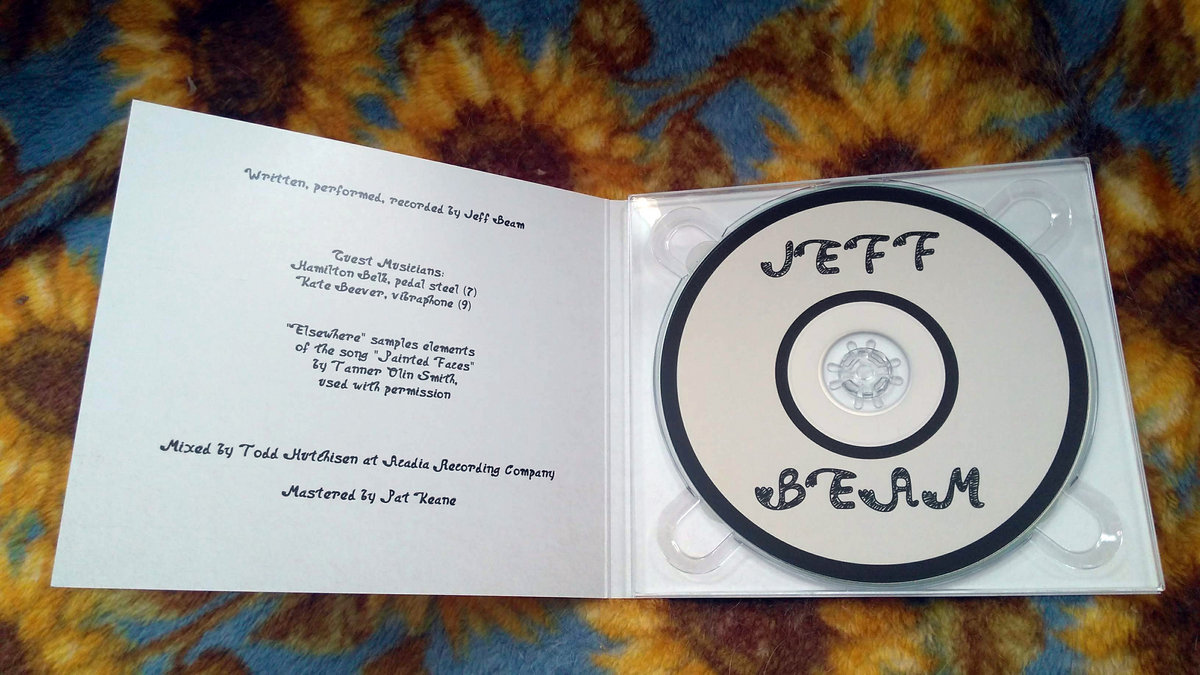 Written, performed, recorded by Jeff Beam
Guest Musicians:
Hamilton Belk, pedal steel (7)
Kate Beever, vibraphone (9)
"Elsewhere" samples elements
of the song "Painted Faces"
by Tanner Olin Smith,
used with permission
Mixed by Todd Hutchisen at Acadia Recording Company
Mastered by Pat Keane
JEFF
BEAM